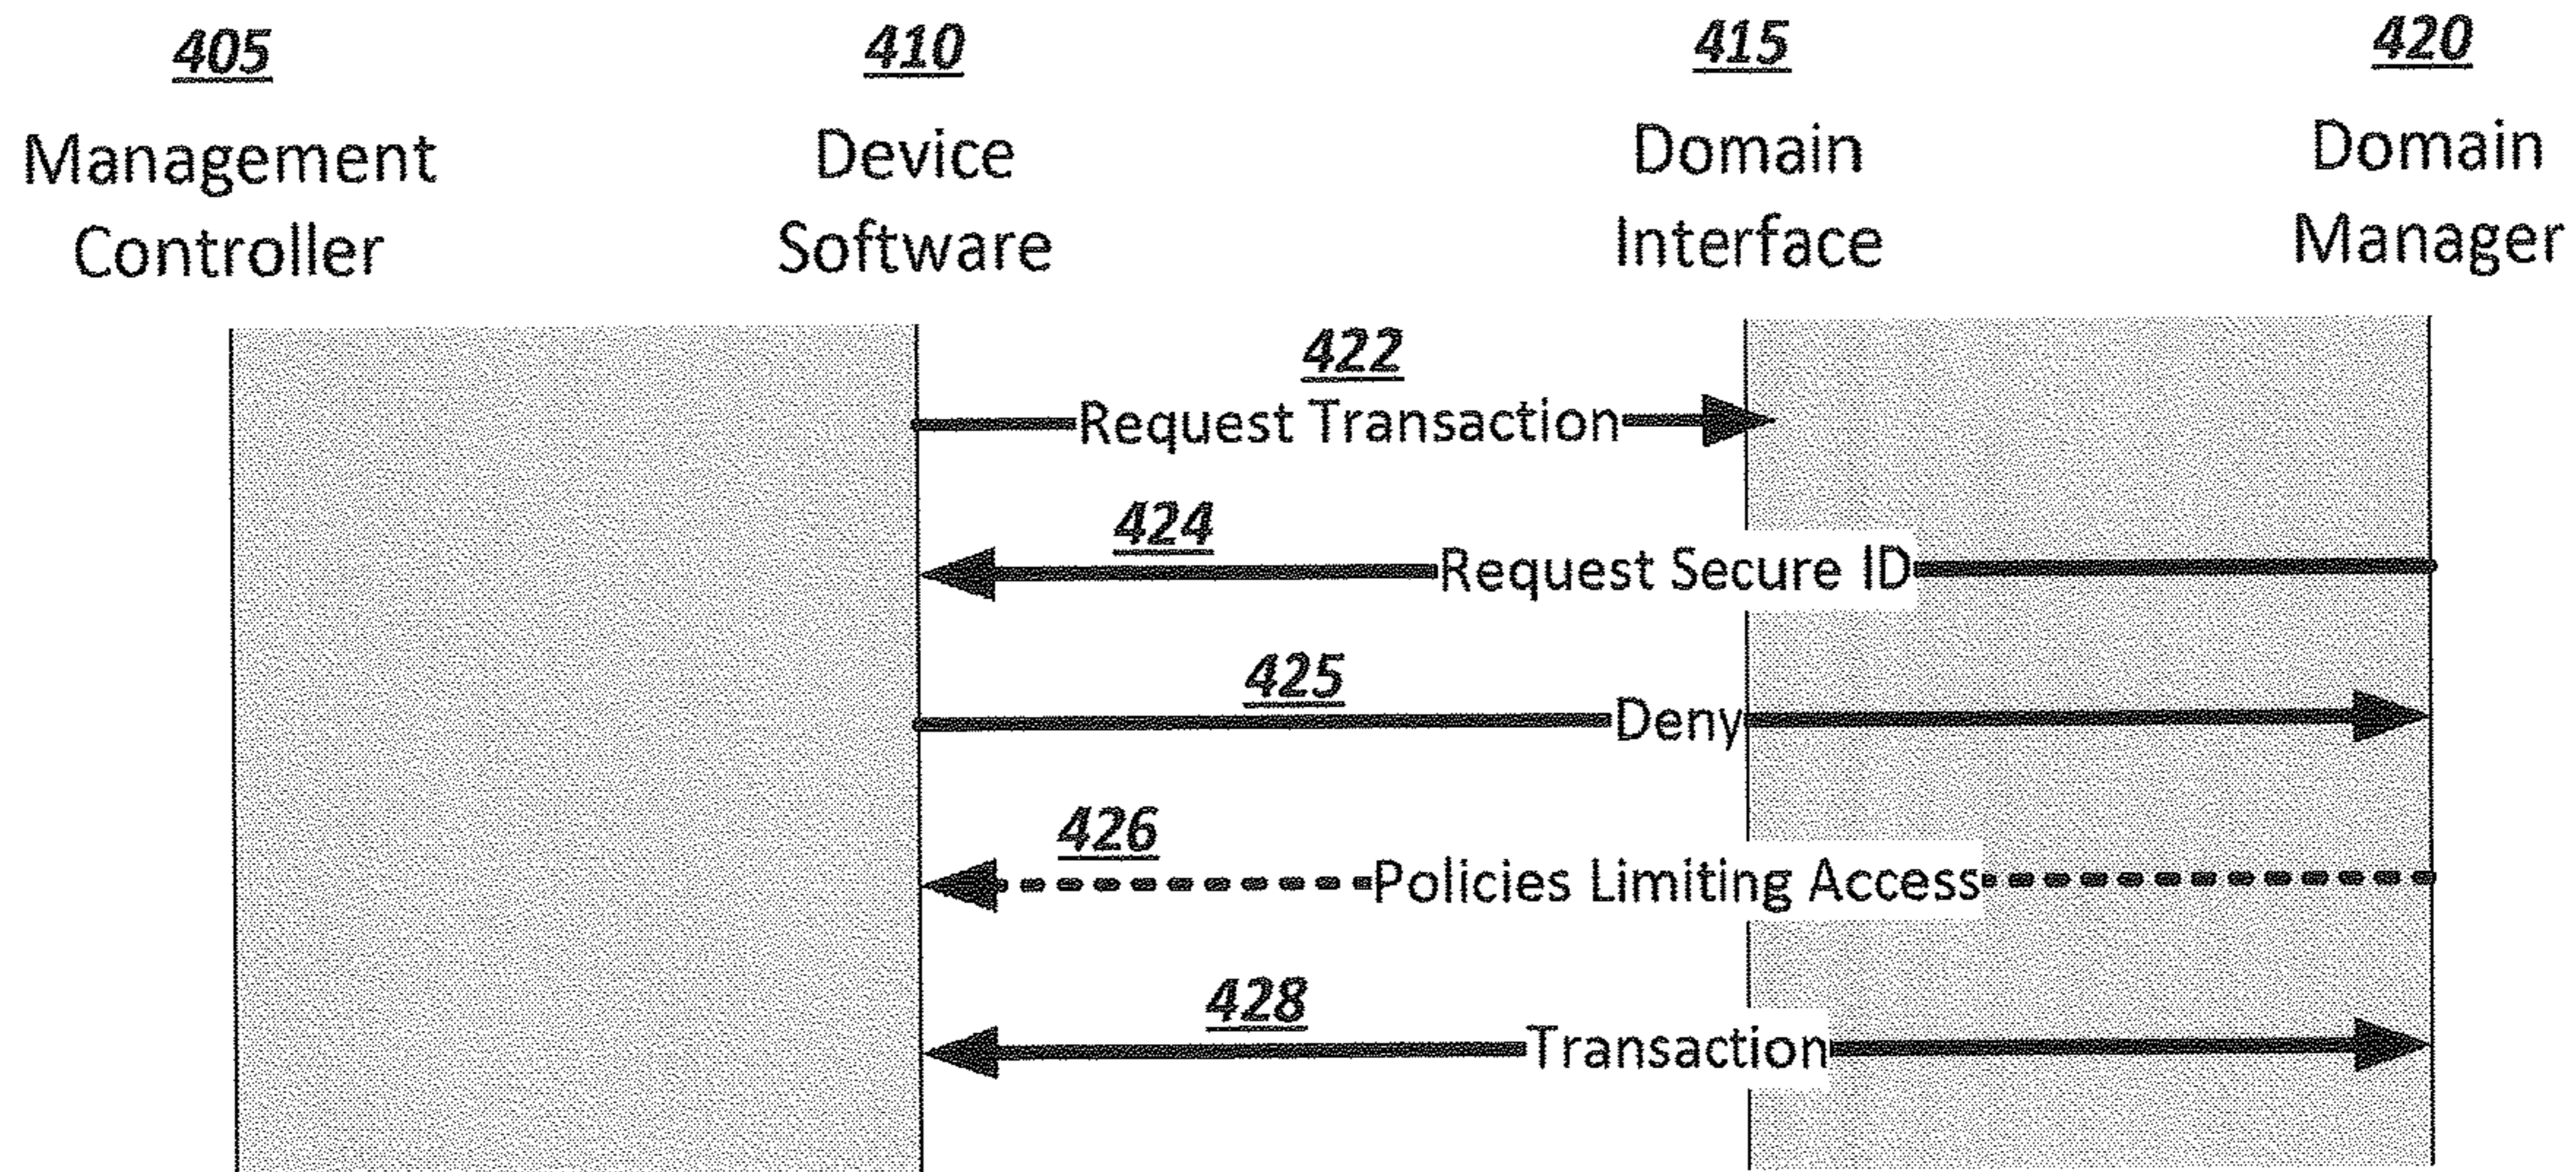 405
410
415
420
Management
Controller
Device
Software
Domain
Interface
Domain
Manager
422
Request Transaction
424
Request Secure ID
425
Deny
426
Policies Limiting Access
428
Transaction